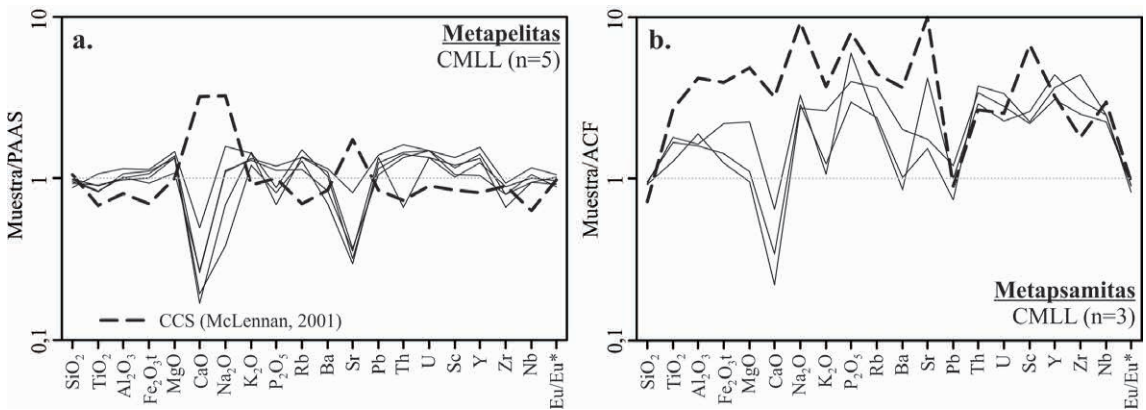 10
a.
Metapelitas
CMLL (n=5)
Muestra/PAAS
1
CCS (McLennan, 2001)
0,1
SiO₂
TiO₂
Al₂O₃
Fe₂O₃t
MgO
CaO
Na₂O
K₂O
P₂O₅
Rb
Ba
Sr
Pb
Th
U
Sc
Y
Zr
Nb
Eu/Eu*
10
b.
Muestra/ACF
1
Metapsamitas
CMLL (n=3)
0,1
SiO₂
TiO₂
Al₂O₃
Fe₂O₃t
MgO
CaO
Na₂O
K₂O
P₂O₅
Rb
Ba
Sr
Pb
Th
U
Sc
Y
Zr
Nb
Eu/Eu*